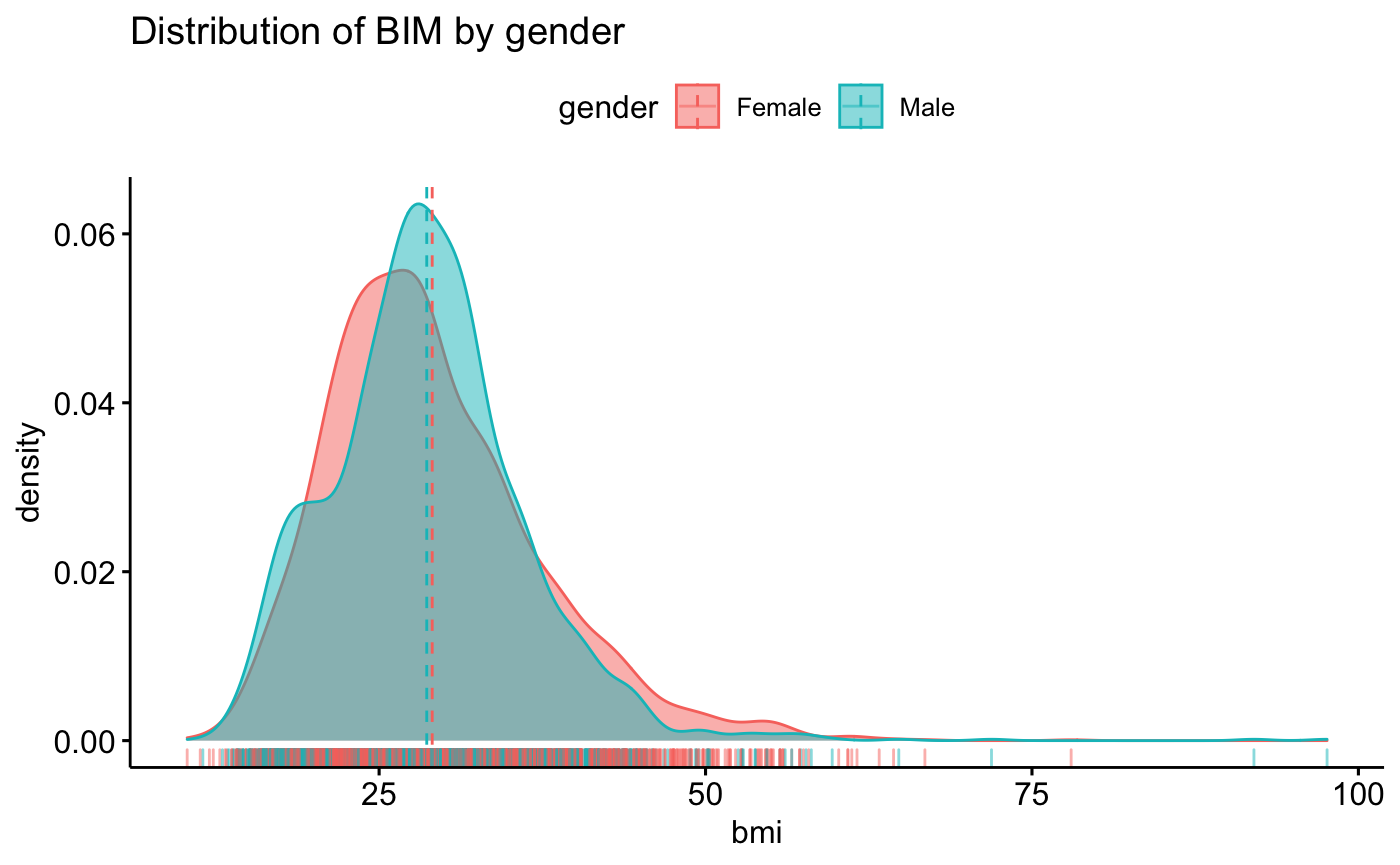 Distribution of BIM by gender
gender Female Male
0.06
0.04
0.02
0.00
density
25 50 75 100
bmi